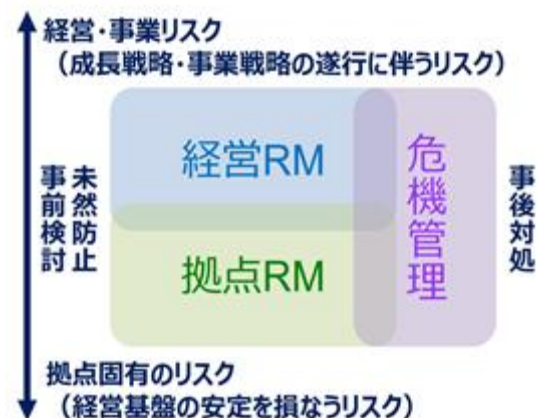 経営・事業リスク
（成長戦略・事業戦略の遂行に伴うリスク）
経営RM
拠点RM
危機管理
未然防止
事前検討
事後対処
拠点固有のリスク
（経営基盤の安定を損なうリスク）